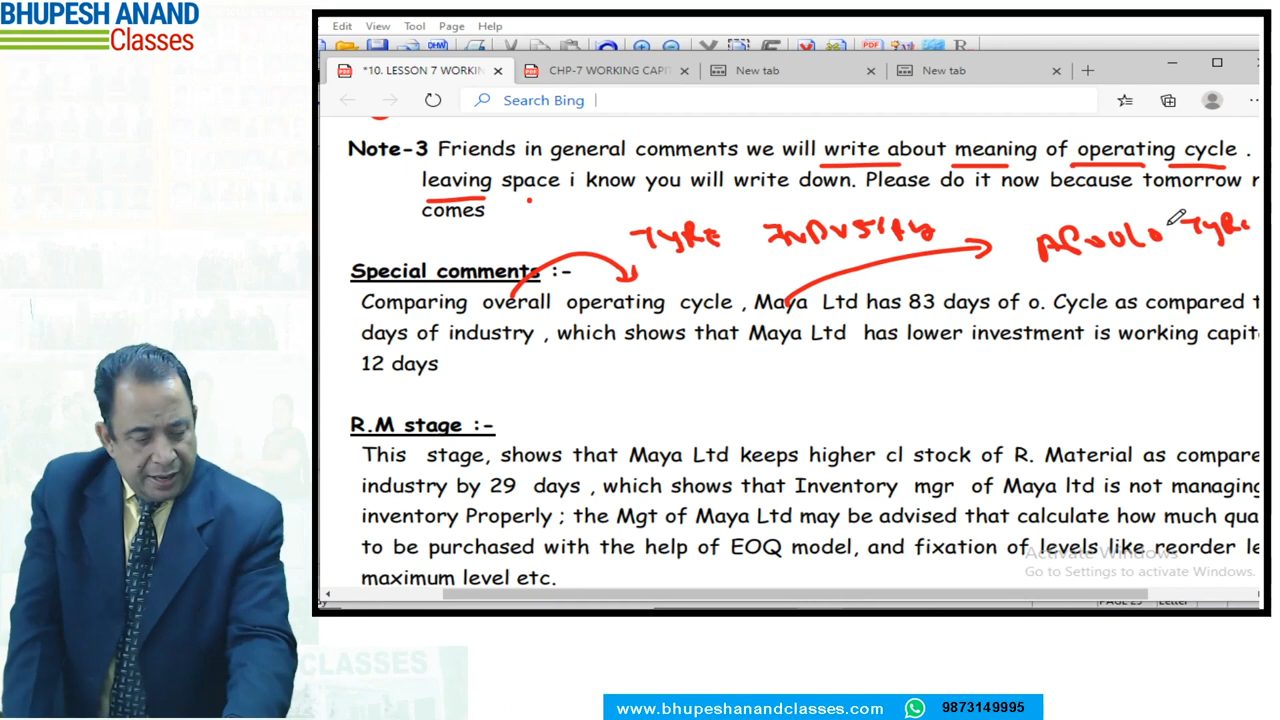 BHUPESH ANAND
Classes
Edit View Tool Page Help
*10. LESSON 7 WORKIN
CHP-7 WORKING CAPI
New tab
New tab
Search Bing
Note-3 Friends in general comments we will write about meaning of operating cycle .
leaving space i know you will write down. Please do it now because tomorrow
comes
TyRE INDUSTRY
APOLLO TyRe
Special comments :-
Comparing overall operating cycle , Maya Ltd has 83 days of o. Cycle as compared
days of industry , which shows that Maya Ltd has lower investment is working
12 days
R.M stage :-
This stage, shows that Maya Ltd keeps higher cl stock of R. Material as compare
industry by 29 days , which shows that Inventory mgr of Maya ltd is not managing
inventory Properly ; the Mgt of Maya Ltd may be advised that calculate how much qua
to be purchased with the help of EOQ model, and fixation of levels like reorder le
maximum level etc.
Activate Windows
Go to Settings to activate Windows.
CLASSES
www.bhupeshanandclasses.com 9873149995